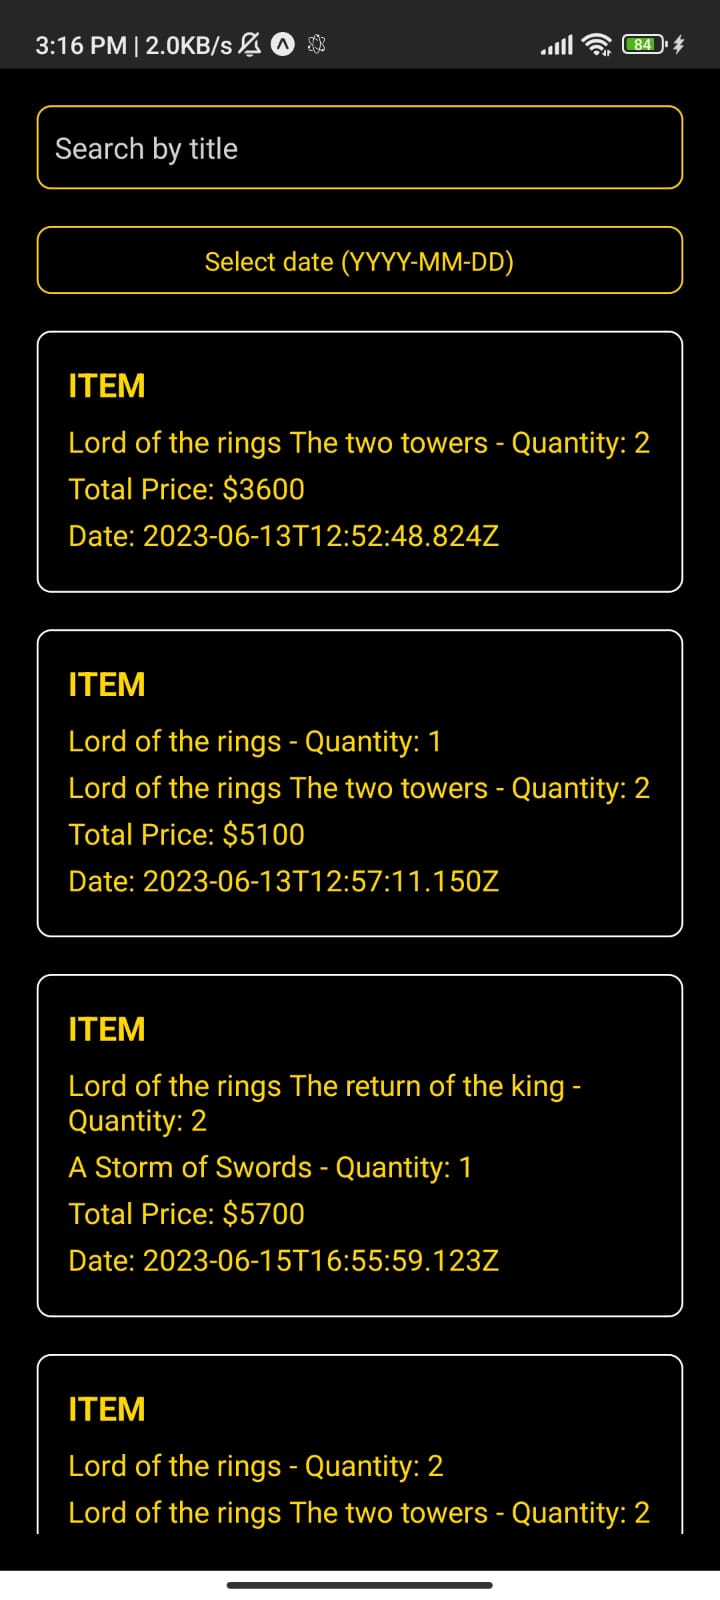 3:16 PM | 2.0KB/s
84
Search by title
Select date (YYYY-MM-DD)
ITEM
Lord of the rings The two towers - Quantity: 2
Total Price: $3600
Date: 2023-06-13T12:52:48.824Z
ITEM
Lord of the rings - Quantity: 1
Lord of the rings The two towers - Quantity: 2
Total Price: $5100
Date: 2023-06-13T12:57:11.150Z
ITEM
Lord of the rings The return of the king -
Quantity: 2
A Storm of Swords - Quantity: 1
Total Price: $5700
Date: 2023-06-15T16:55:59.123Z
ITEM
Lord of the rings - Quantity: 2
Lord of the rings The two towers - Quantity: 2